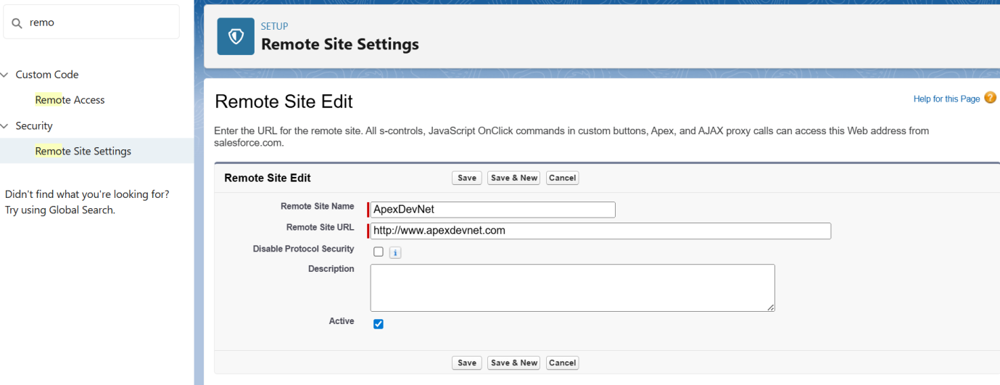 remo
Custom Code
Remote Access
Security
Remote Site Settings
Didn't find what you're looking for?
Try using Global Search.
SETUP
Remote Site Settings
Remote Site Edit
Help for this Page ?
Enter the URL for the remote site. All s-controls, JavaScript OnClick commands in custom buttons, Apex, and AJAX proxy calls can access this Web address from
salesforce.com.
Remote Site Edit Save Save & New Cancel
Remote Site Name ApexDevNet
Remote Site URL http://www.apexdevnet.com
Disable Protocol Security i
Description
Active
Save Save & New Cancel